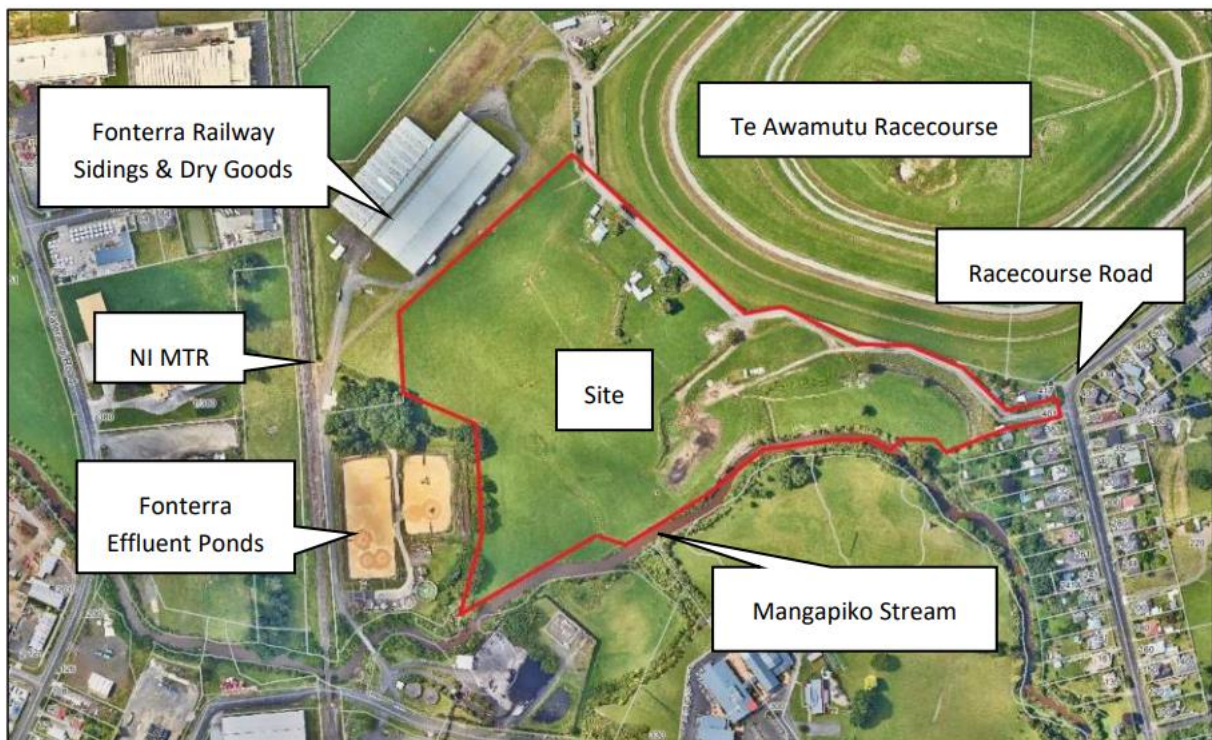 Fonterra Railway
Sidings & Dry Goods
Te Awamutu Racecourse
Racecourse Road
NI MTR
Site
Fonterra
Effluent Ponds
Mangapiko Stream